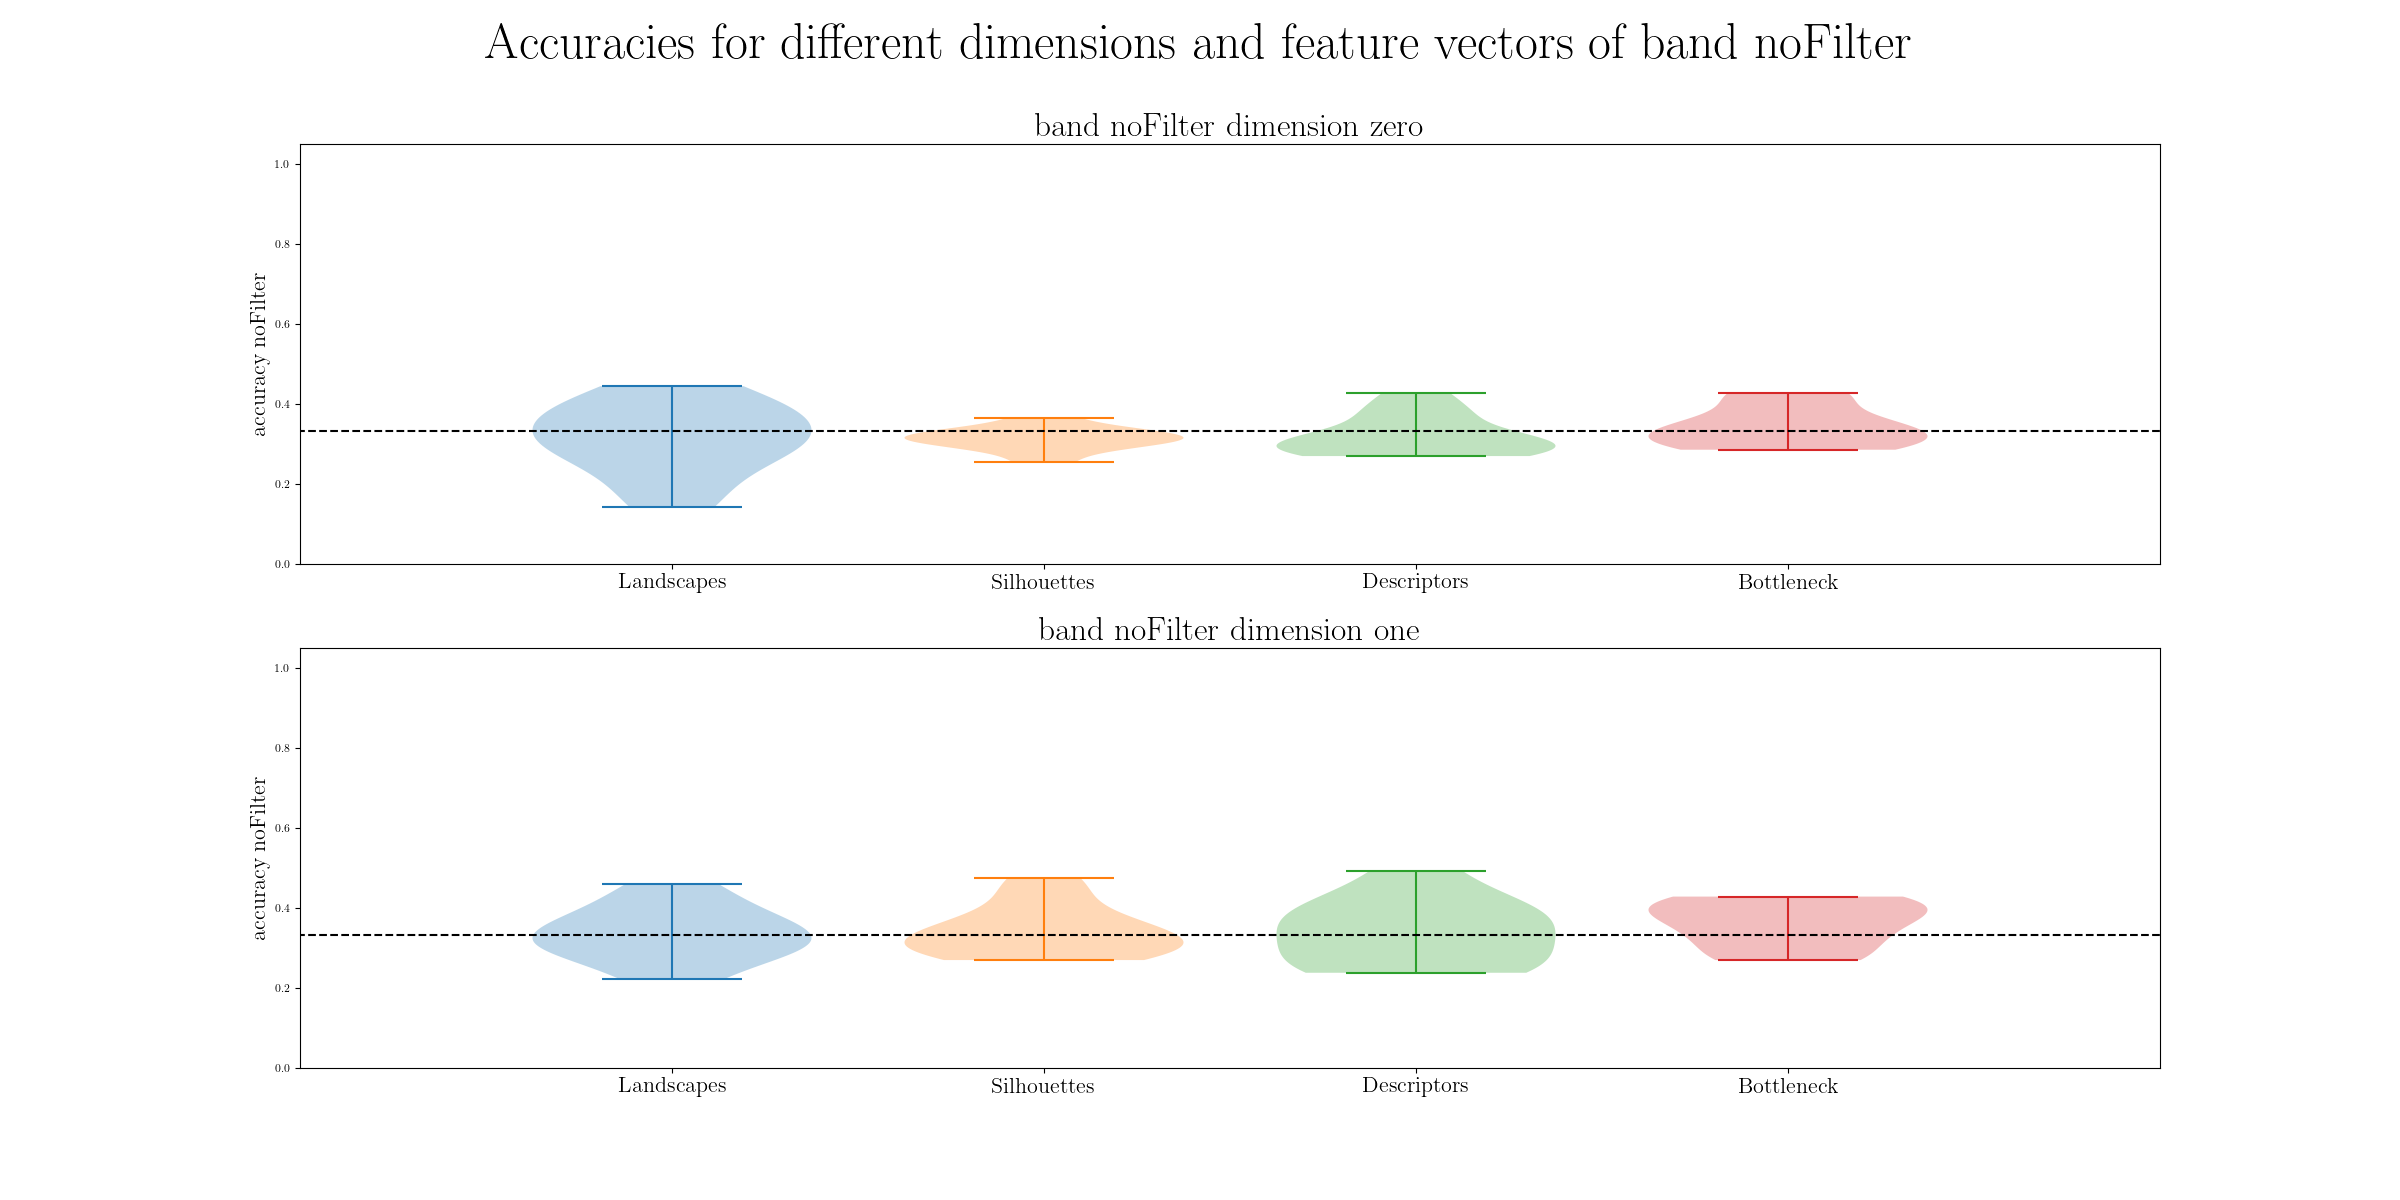 Accuracies for different dimensions and feature vectors of band noFilter
band noFilter dimension zero
1.0
0.8
0.6
0.4
0.2
0.0
accuracy noFilter
Landscapes Silhouettes Descriptors Bottleneck
band noFilter dimension one
1.0
0.8
0.6
0.4
0.2
0.0
accuracy noFilter
Landscapes Silhouettes Descriptors Bottleneck